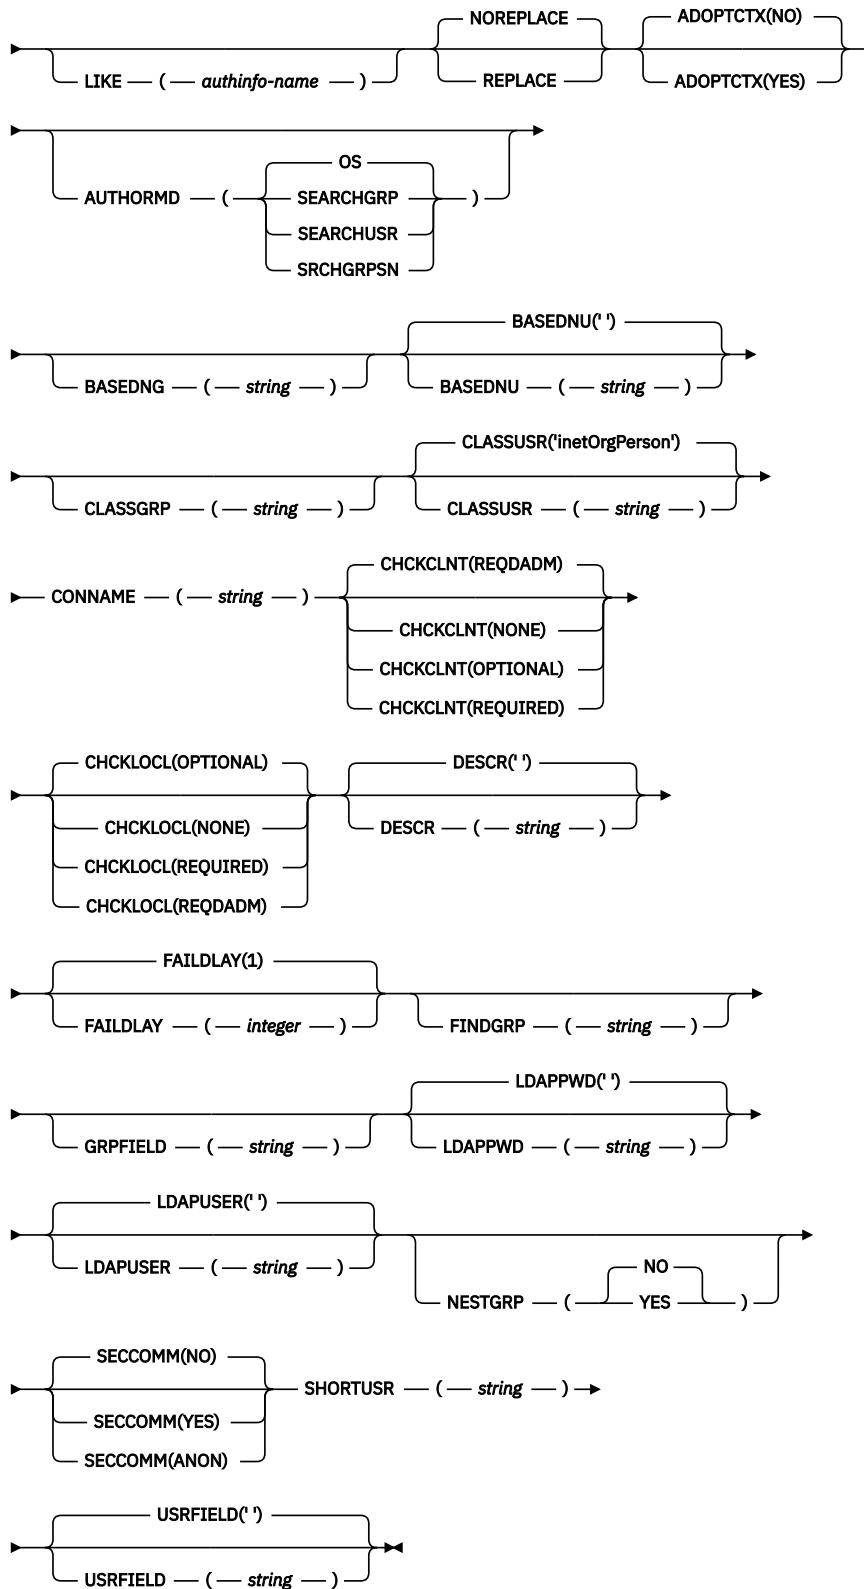 NOREPLACE ADOPTCTX(NO)
LIKE ( authinfo-name ) REPLACE ADOPTCTX(YES)
OS
AUTHORMD ( SEARCHGRP )
SEARCHUSR
SRCHGRPSN
BASEDNU(' ')
BASEDNG ( string ) BASEDNU ( string )
CLASSUSR('inetOrgPerson')
CLASSGRP ( string ) CLASSUSR ( string )
CHCKCLNT(REQDADM)
CONNAME ( string )
CHCKCLNT(NONE)
CHCKCLNT(OPTIONAL)
CHCKCLNT(REQUIRED)
CHCKLOCL(OPTIONAL) DESCR(' ')
CHCKLOCL(NONE) DESCR ( string )
CHCKLOCL(REQUIRED)
CHCKLOCL(REQDADM)
FAILDLAY(1)
FAILDLAY ( integer ) FINDGRP ( string )
LDAPPWD(' ')
GRPFIELD ( string ) LDAPPWD ( string )
LDAPUSER(' ')
LDAPUSER ( string ) NO
NESTGRP ( YES )
SECCOMM(NO)
SHORTUSR ( string )
SECCOMM(YES)
SECCOMM(ANON)
USRFIELD(' ')
USRFIELD ( string )